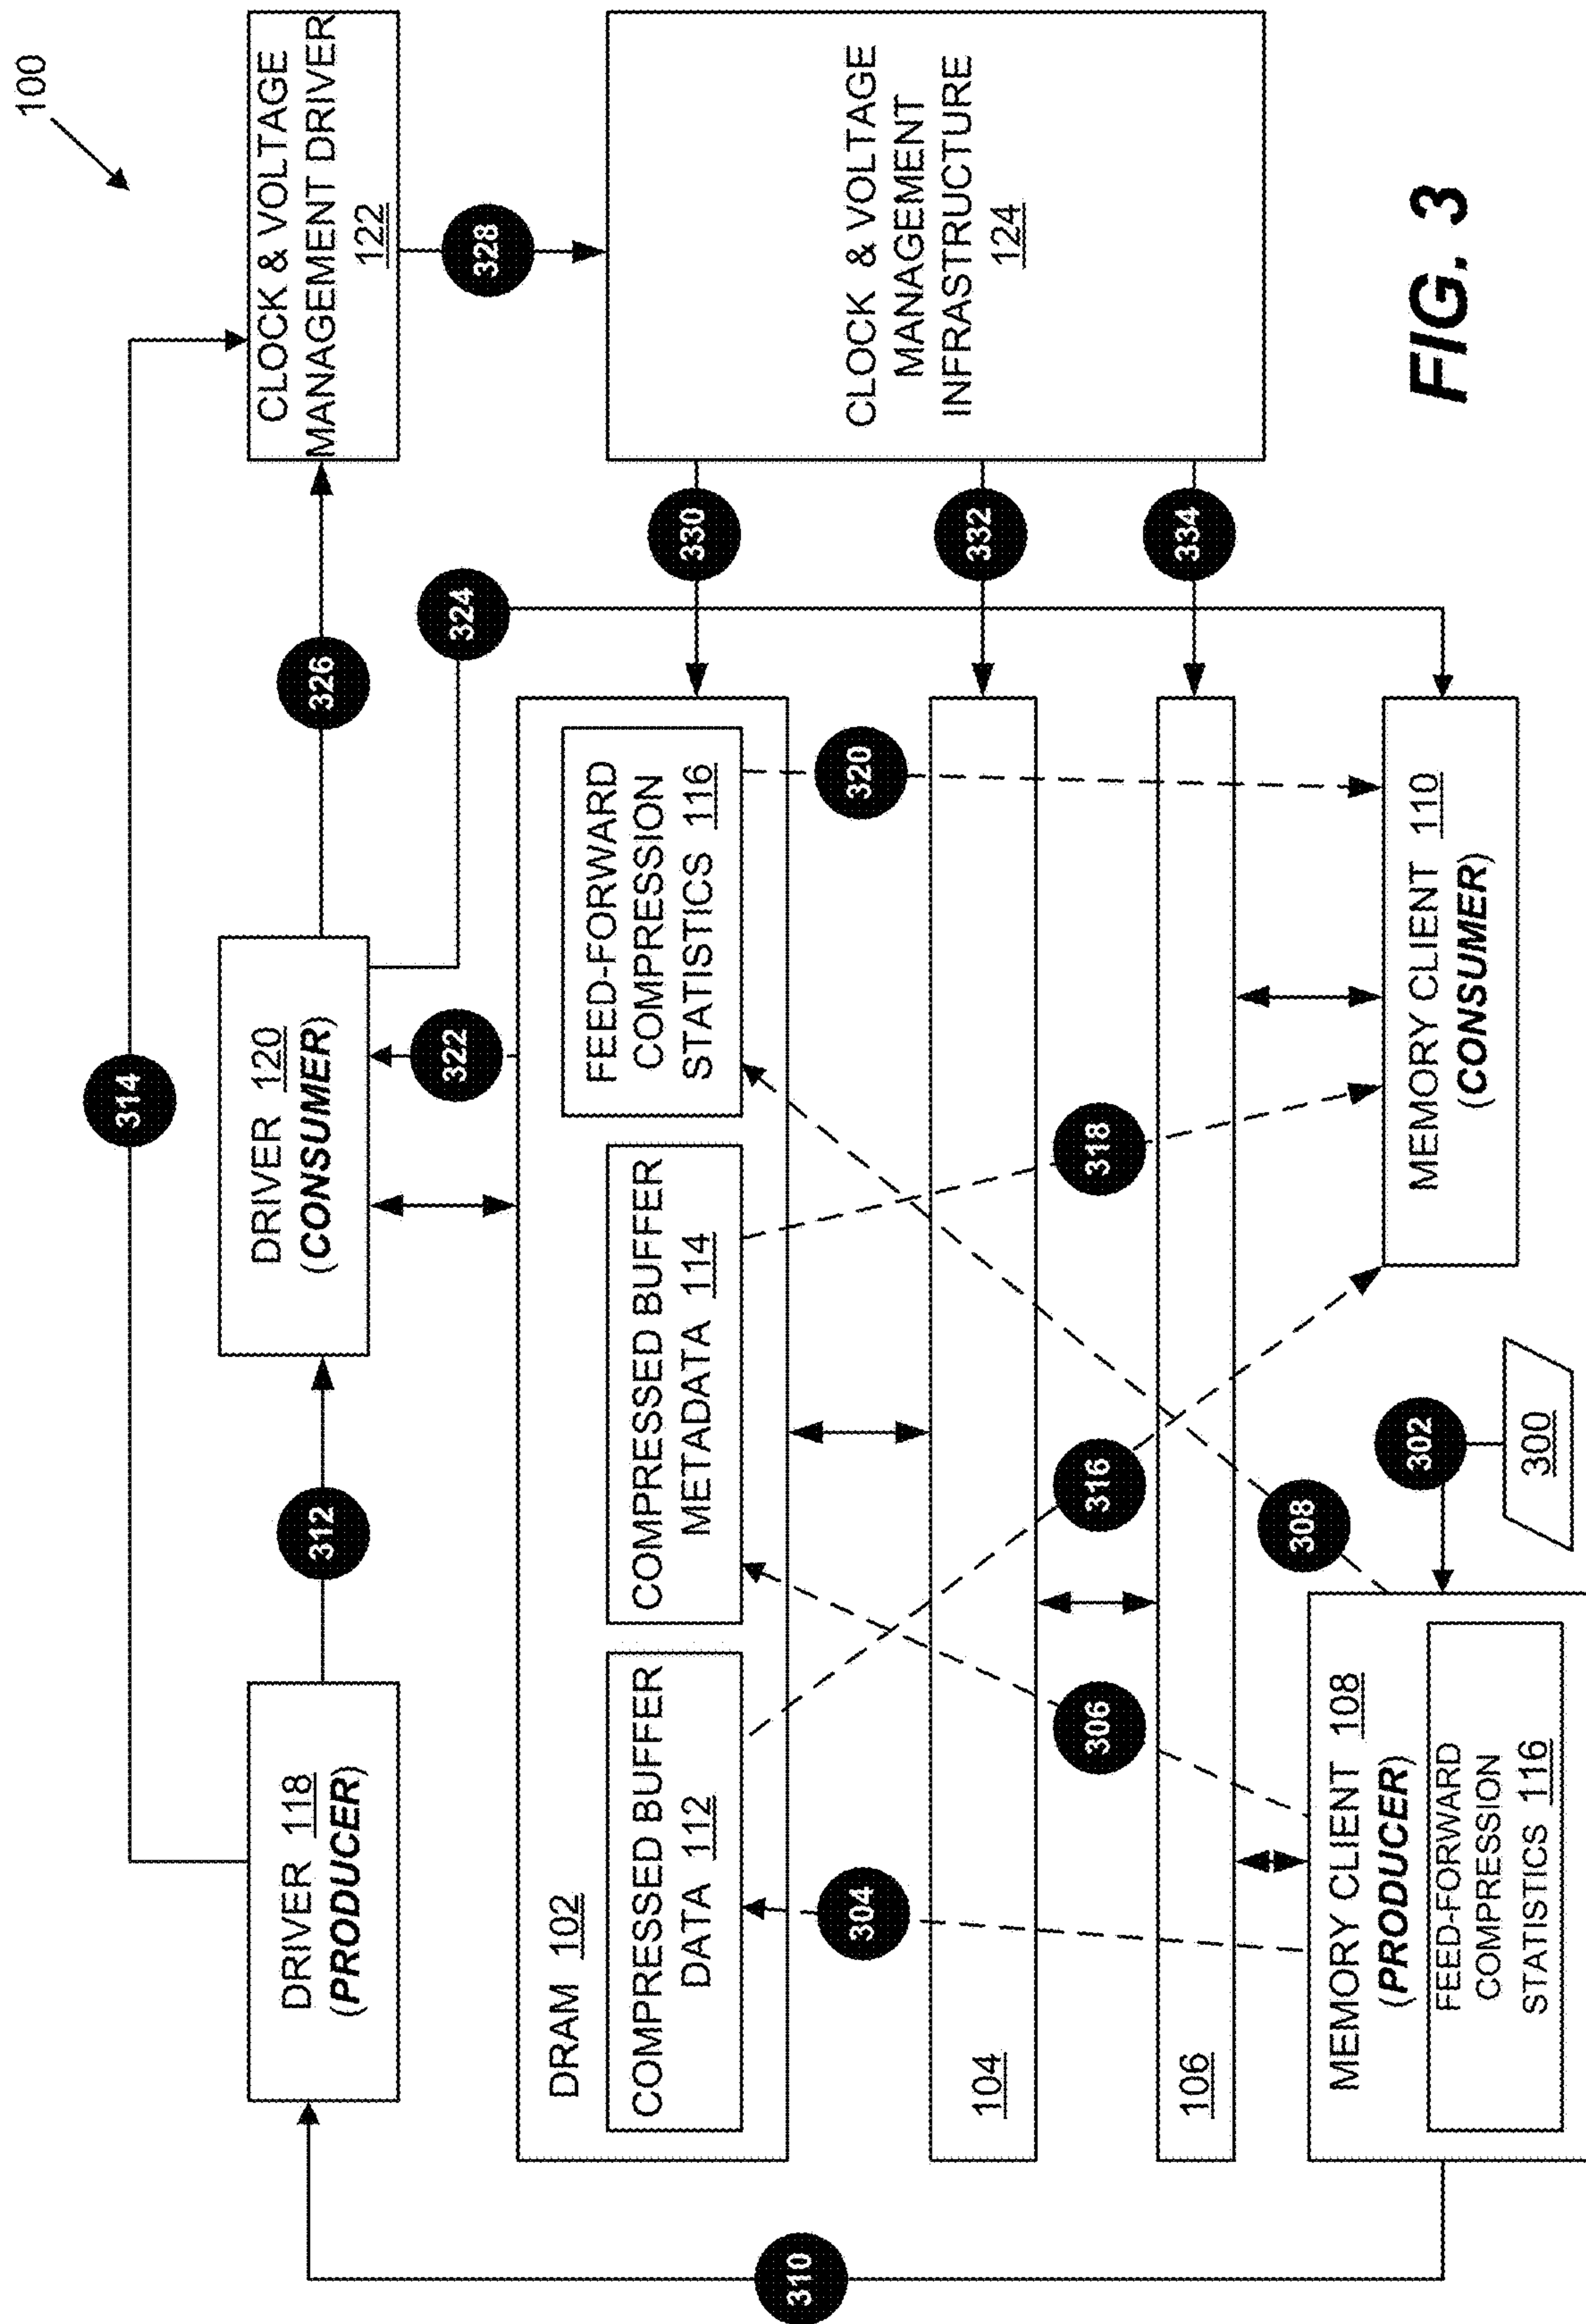 100
314
DRIVER 118
(PRODUCER)
312
DRIVER 120
(CONSUMER)
326
CLOCK & VOLTAGE
MANAGEMENT DRIVER
122
310
322
324
328
DRAM 102
COMPRESSED BUFFER
DATA 112
COMPRESSED BUFFER
METADATA 114
FEED-FORWARD
COMPRESSION
STATISTICS 116
330
CLOCK & VOLTAGE
MANAGEMENT
INFRASTRUCTURE
124
304
320
104
332
306
316
318
106
334
308
MEMORY CLIENT 108
(PRODUCER)
FEED-FORWARD
COMPRESSION
STATISTICS 116
302
300
MEMORY CLIENT 110
(CONSUMER)
FIG. 3